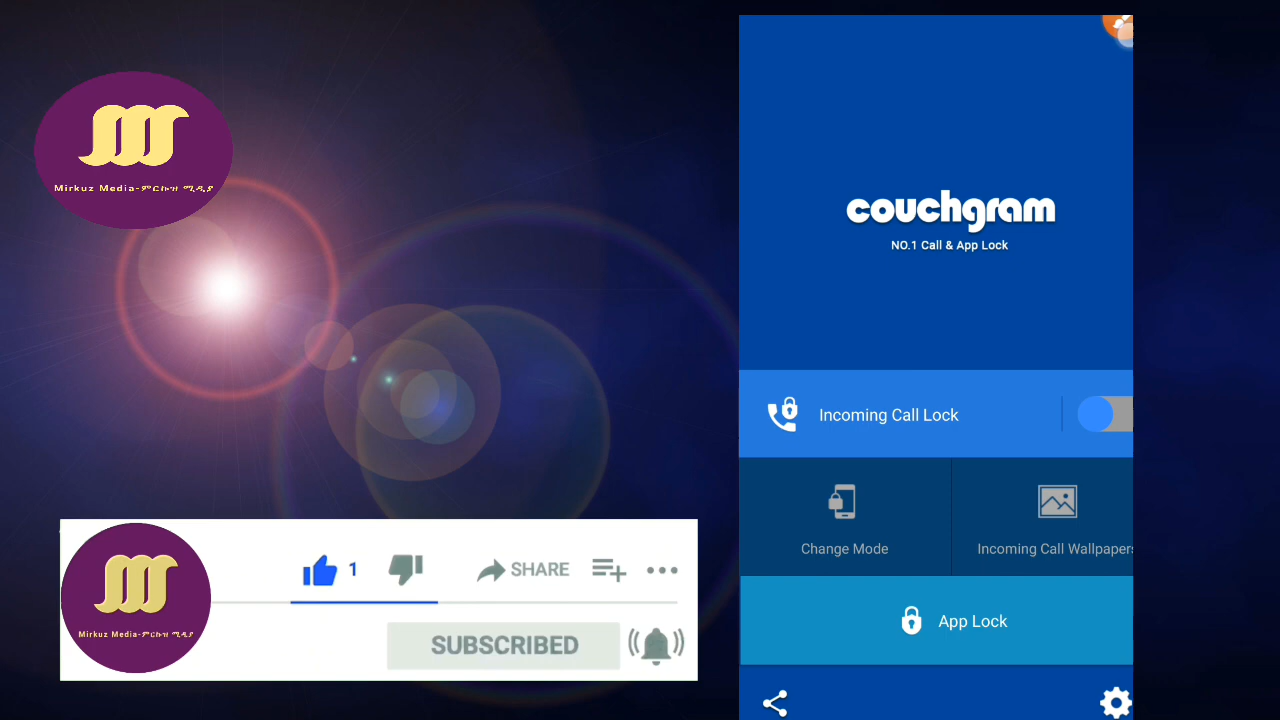 Mirkuz Media-ምርኩዝ ሚዲያ
couchgram
NO.1 Call & App Lock
Incoming Call Lock
Change Mode
Incoming Call Wallpapers
App Lock
1
SHARE
Mirkuz Media-ምርኩዝ ሚዲያ
SUBSCRIBED